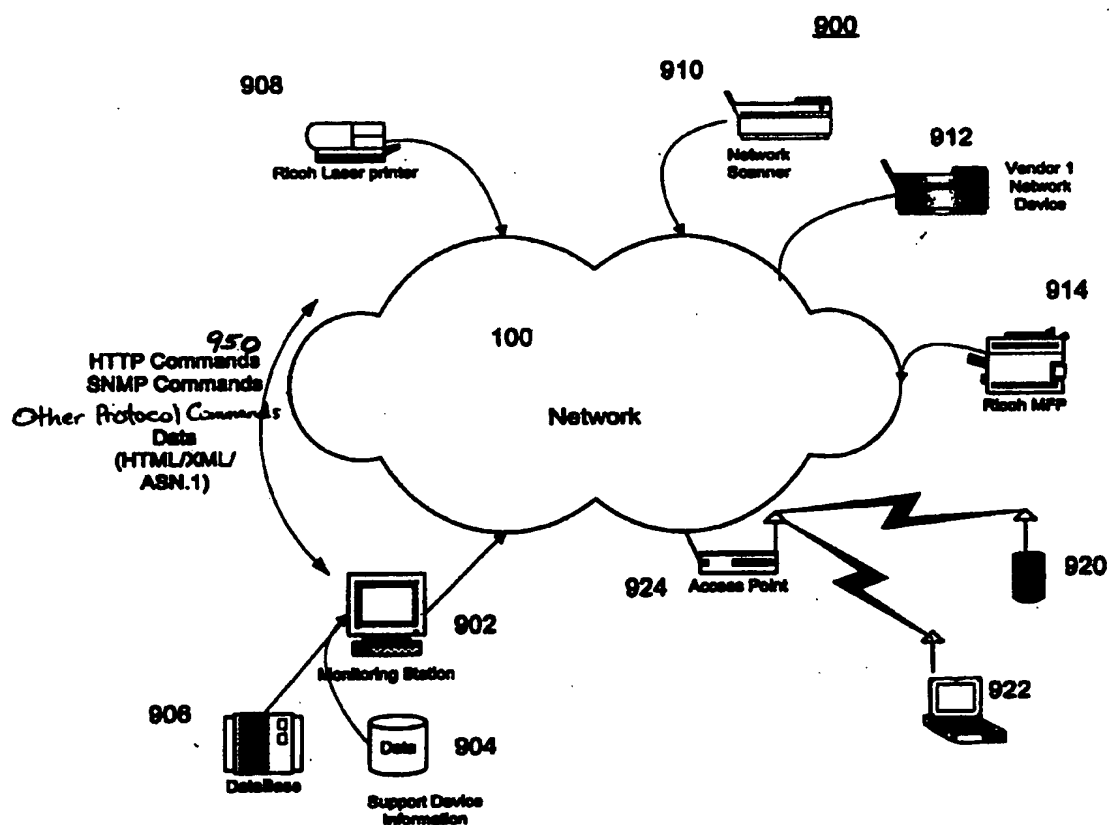 900
908
Ricoh Laser printer
910
Network
Scanner
912
Vendor 1
Network
Device
914
Ricoh MFP
950
HTTP Commands
SNMP Commands
Other Protocol Commands
Data
(HTML/XML/
ASN.1)
100
Network
924
Access Point
920
922
902
Monitoring Station
906
DataBase
Data
904
Support Device
Information